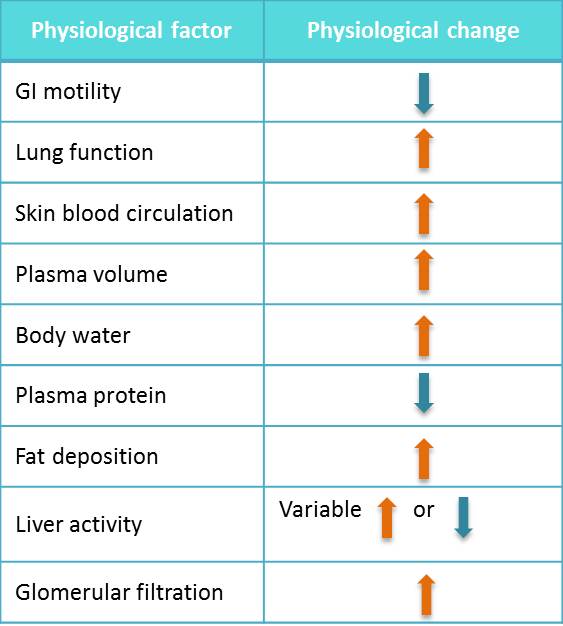 Physiological factor Physiological change
GI motility
Lung function
Skin blood circulation
Plasma volume
Body water
Plasma protein
Fat deposition
Liver activity Variable or
Glomerular filtration